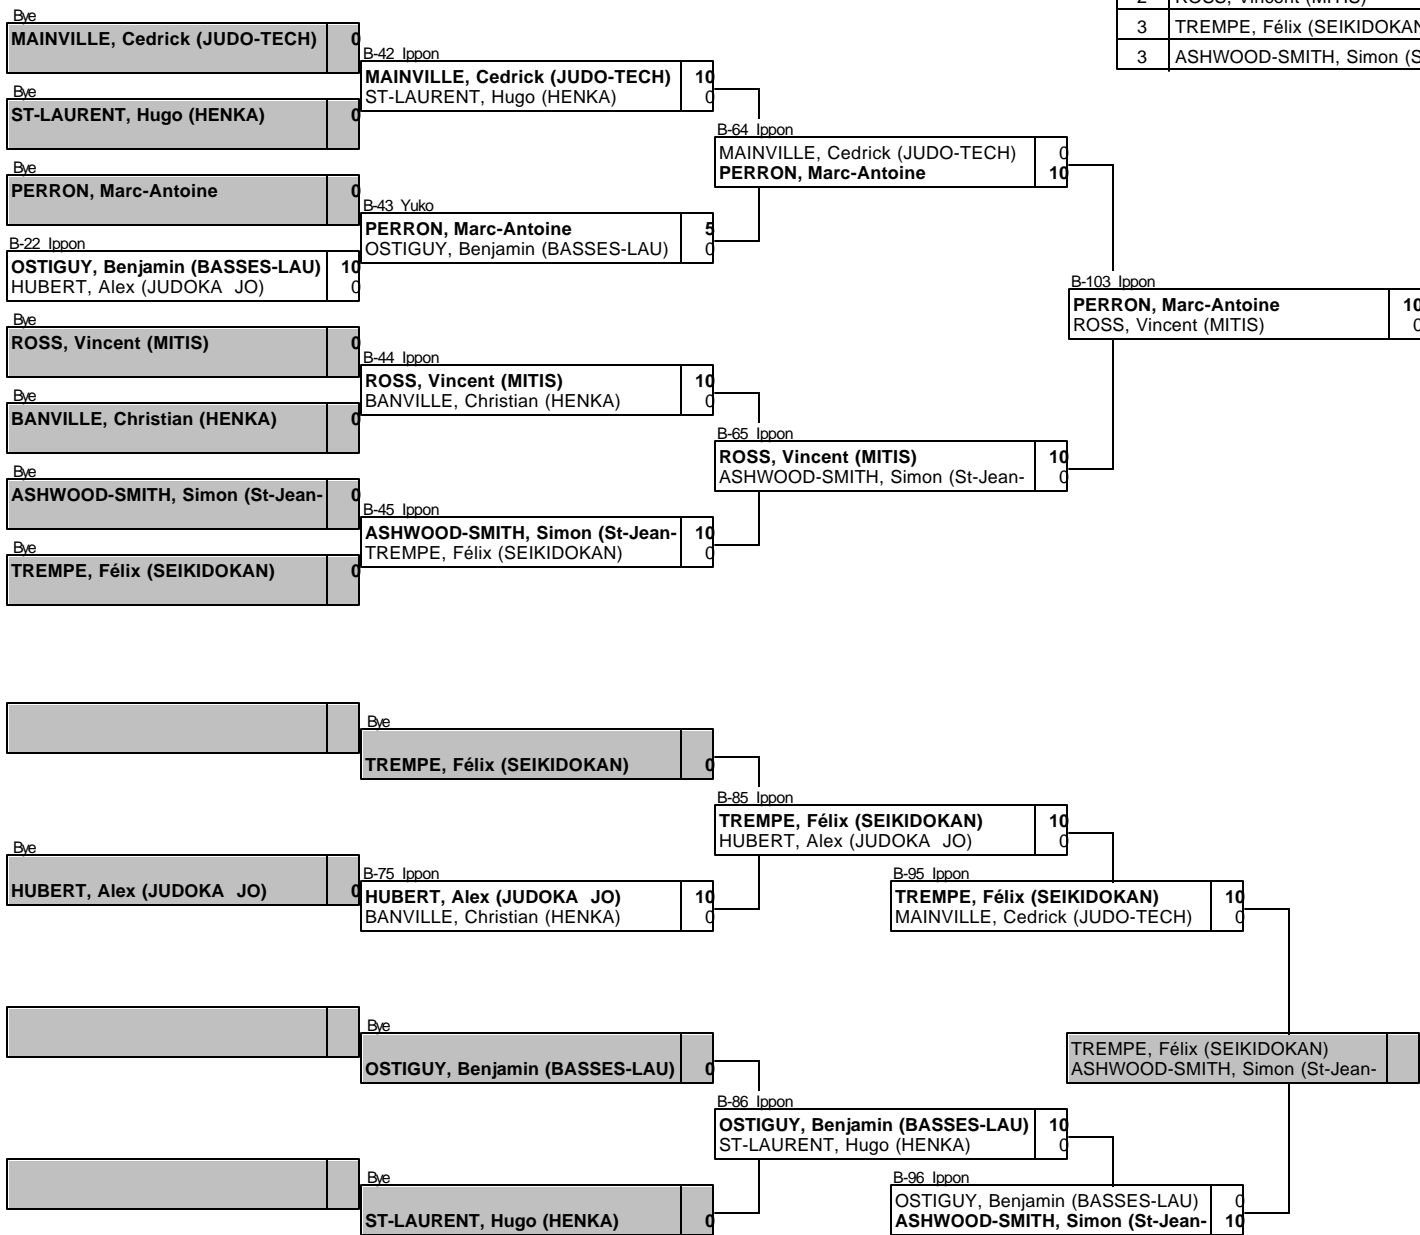 2 ROSS, Vincent (MITIS)
3 TREMPE, Félix (SEIKIDOKAN
3 ASHWOOD-SMITH, Simon (S
Bye
MAINVILLE, Cedrick (JUDO-TECH) 0
Bye
ST-LAURENT, Hugo (HENKA) 0
Bye
PERRON, Marc-Antoine 0
B-22 Ippon
OSTIGUY, Benjamin (BASSES-LAU) 10
HUBERT, Alex (JUDOKA JO) 0
Bye
ROSS, Vincent (MITIS) 0
Bye
BANVILLE, Christian (HENKA) 0
Bye
ASHWOOD-SMITH, Simon (St-Jean- 0
Bye
TREMPE, Félix (SEIKIDOKAN) 0
B-42 Ippon
MAINVILLE, Cedrick (JUDO-TECH) 10
ST-LAURENT, Hugo (HENKA) 0
B-43 Yuko
PERRON, Marc-Antoine 5
OSTIGUY, Benjamin (BASSES-LAU) 0
B-44 Ippon
ROSS, Vincent (MITIS) 10
BANVILLE, Christian (HENKA) 0
B-45 Ippon
ASHWOOD-SMITH, Simon (St-Jean- 10
TREMPE, Félix (SEIKIDOKAN) 0
B-64 Ippon
MAINVILLE, Cedrick (JUDO-TECH) 0
PERRON, Marc-Antoine 10
B-65 Ippon
ROSS, Vincent (MITIS) 10
ASHWOOD-SMITH, Simon (St-Jean- 0
B-103 Ippon
PERRON, Marc-Antoine 10
ROSS, Vincent (MITIS) 0
Bye
HUBERT, Alex (JUDOKA JO) 0
Bye
TREMPE, Félix (SEIKIDOKAN) 0
B-75 Ippon
HUBERT, Alex (JUDOKA JO) 10
BANVILLE, Christian (HENKA) 0
B-85 Ippon
TREMPE, Félix (SEIKIDOKAN) 10
HUBERT, Alex (JUDOKA JO) 0
B-95 Ippon
TREMPE, Félix (SEIKIDOKAN) 10
MAINVILLE, Cedrick (JUDO-TECH) 0
Bye
OSTIGUY, Benjamin (BASSES-LAU) 0
Bye
ST-LAURENT, Hugo (HENKA) 0
B-86 Ippon
OSTIGUY, Benjamin (BASSES-LAU) 10
ST-LAURENT, Hugo (HENKA) 0
B-96 Ippon
OSTIGUY, Benjamin (BASSES-LAU) 0
ASHWOOD-SMITH, Simon (St-Jean- 10
TREMPE, Félix (SEIKIDOKAN)
ASHWOOD-SMITH, Simon (St-Jean-